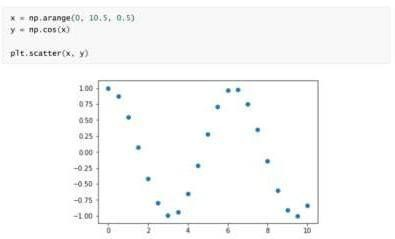 x = np.arange(0, 10.5, 0.5)
y = np.cos(x)
plt.scatter(x, y)
1.00
0.75
0.50
0.25
0.00
−0.25
−0.50
−0.75
−1.00
0 2 4 6 8 10